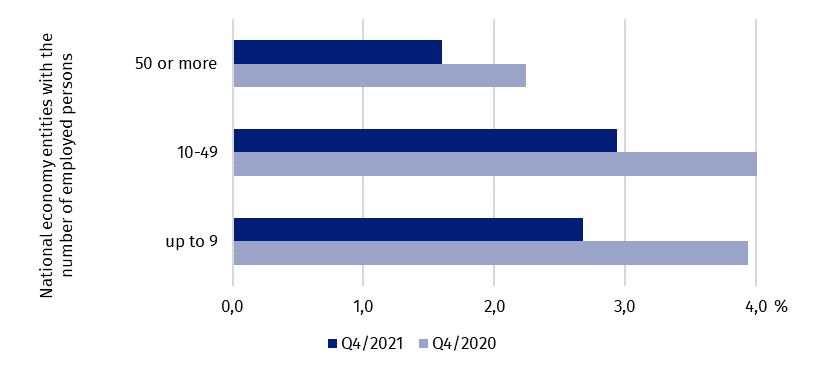 National economy entities with the
number of employed persons
50 or more
10-49
up to 9
0,0 1,0 2,0 3,0 4,0 %
Q4/2021 Q4/2020